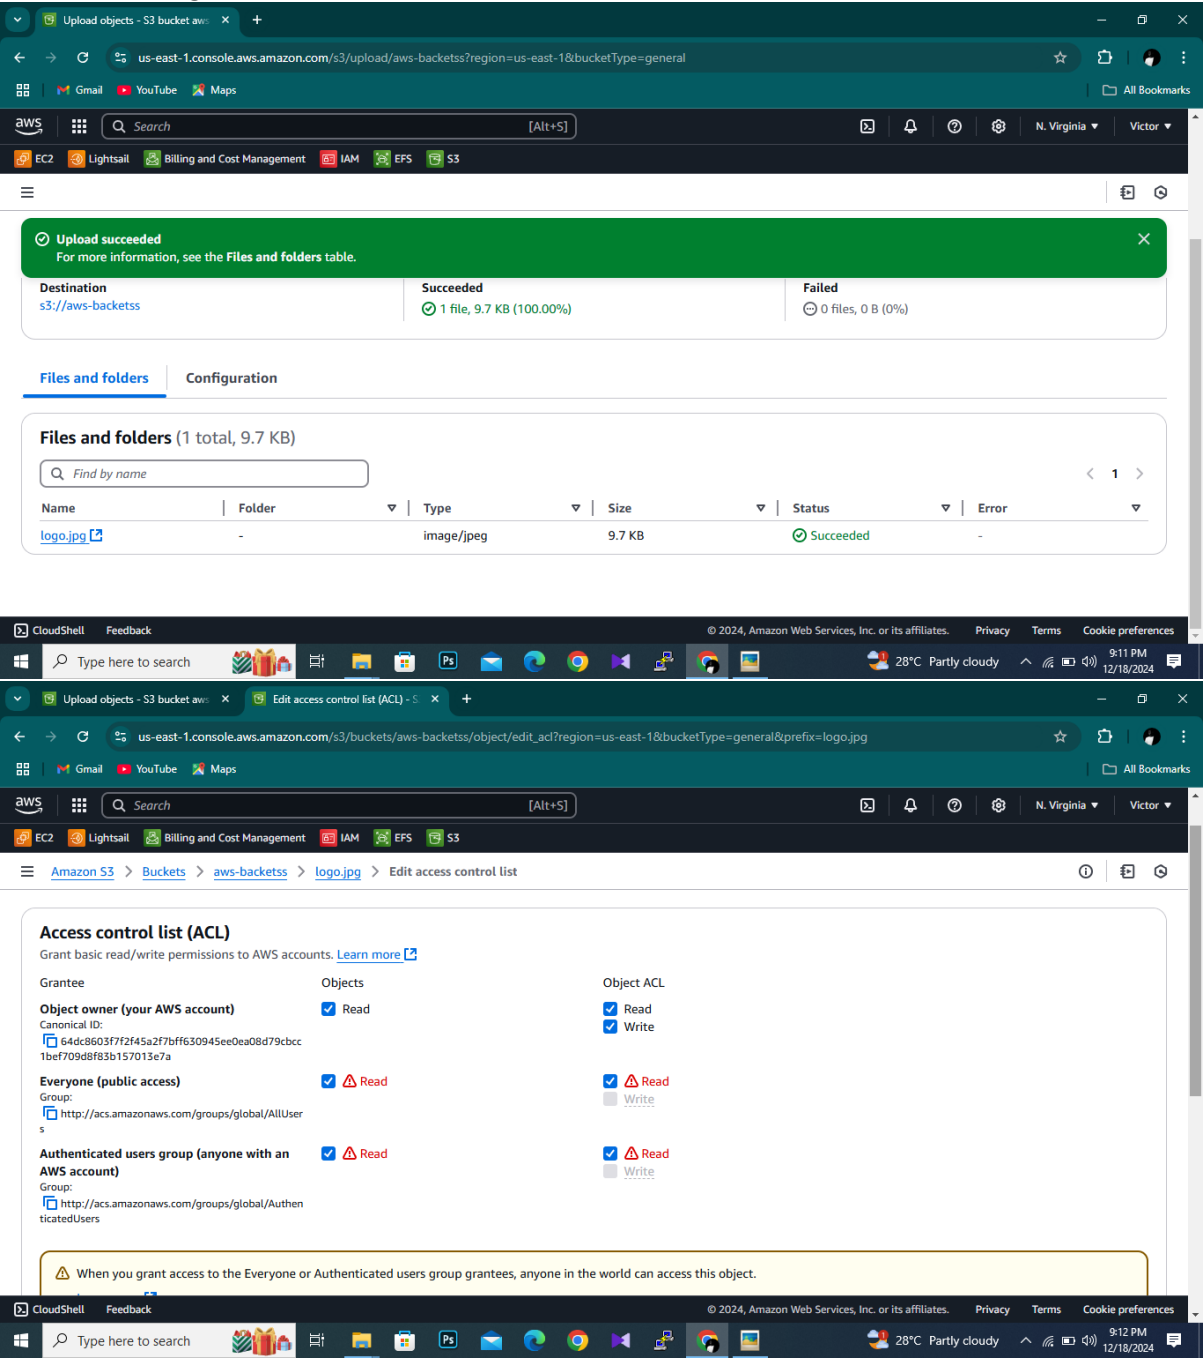 Upload objects - S3 bucket aws
us-east-1.console.aws.amazon.com/s3/upload/aws-backetss?region=us-east-1&bucketType=general
Gmail YouTube Maps All Bookmarks
aws Search [Alt+S] N. Virginia ▼ Victor ▼
EC2 Lightsail Billing and Cost Management IAM EFS S3
Upload succeeded
For more information, see the Files and folders table.
Destination Succeeded Failed
s3://aws-backetss 1 file, 9.7 KB (100.00%) 0 files, 0 B (0%)
Files and folders Configuration
Files and folders (1 total, 9.7 KB)
Find by name < 1 >
Name Folder Type Size Status Error
logo.jpg - image/jpeg 9.7 KB Succeeded -
CloudShell Feedback © 2024, Amazon Web Services, Inc. or its affiliates. Privacy Terms Cookie preferences
Type here to search Ps 28°C Partly cloudy 9:11 PM
12/18/2024
Upload objects - S3 bucket aws Edit access control list (ACL) - S
us-east-1.console.aws.amazon.com/s3/buckets/aws-backetss/object/edit_acl?region=us-east-1&bucketType=general&prefix=logo.jpg
Gmail YouTube Maps All Bookmarks
aws Search [Alt+S] N. Virginia ▼ Victor ▼
EC2 Lightsail Billing and Cost Management IAM EFS S3
Amazon S3 > Buckets > aws-backetss > logo.jpg > Edit access control list
Access control list (ACL)
Grant basic read/write permissions to AWS accounts. Learn more
Grantee Objects Object ACL
Object owner (your AWS account) Read Read
Canonical ID: Write
64dc8603f7f2f45a2f7bff630945ee0ea08d79cbcc
1bef709d8f83b157013e7a
Everyone (public access) Read Read
Group: Write
http://acs.amazonaws.com/groups/global/AllUser
s
Authenticated users group (anyone with an Read Read
AWS account) Write
Group:
http://acs.amazonaws.com/groups/global/Authen
ticatedUsers
When you grant access to the Everyone or Authenticated users group grantees, anyone in the world can access this object.
CloudShell Feedback © 2024, Amazon Web Services, Inc. or its affiliates. Privacy Terms Cookie preferences
Type here to search Ps 28°C Partly cloudy 9:12 PM
12/18/2024